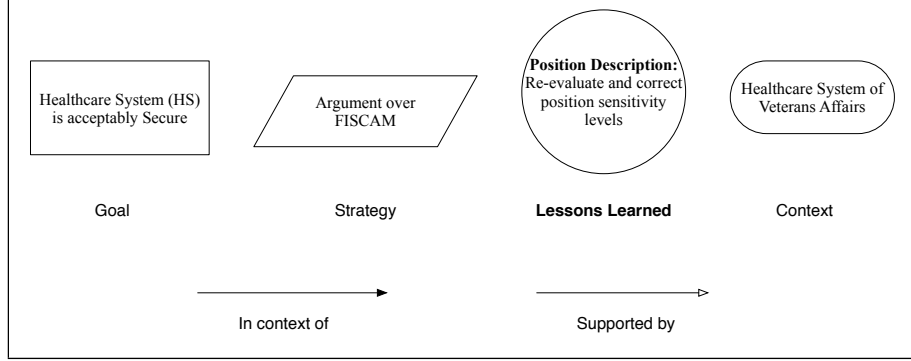 Healthcare System (HS)
is acceptably Secure
Argument over
FISCAM
Position Description:
Re-evaluate and correct
position sensitivity
levels
Healthcare System of
Veterans Affairs
Goal
Strategy
Lessons Learned
Context
In context of
Supported by